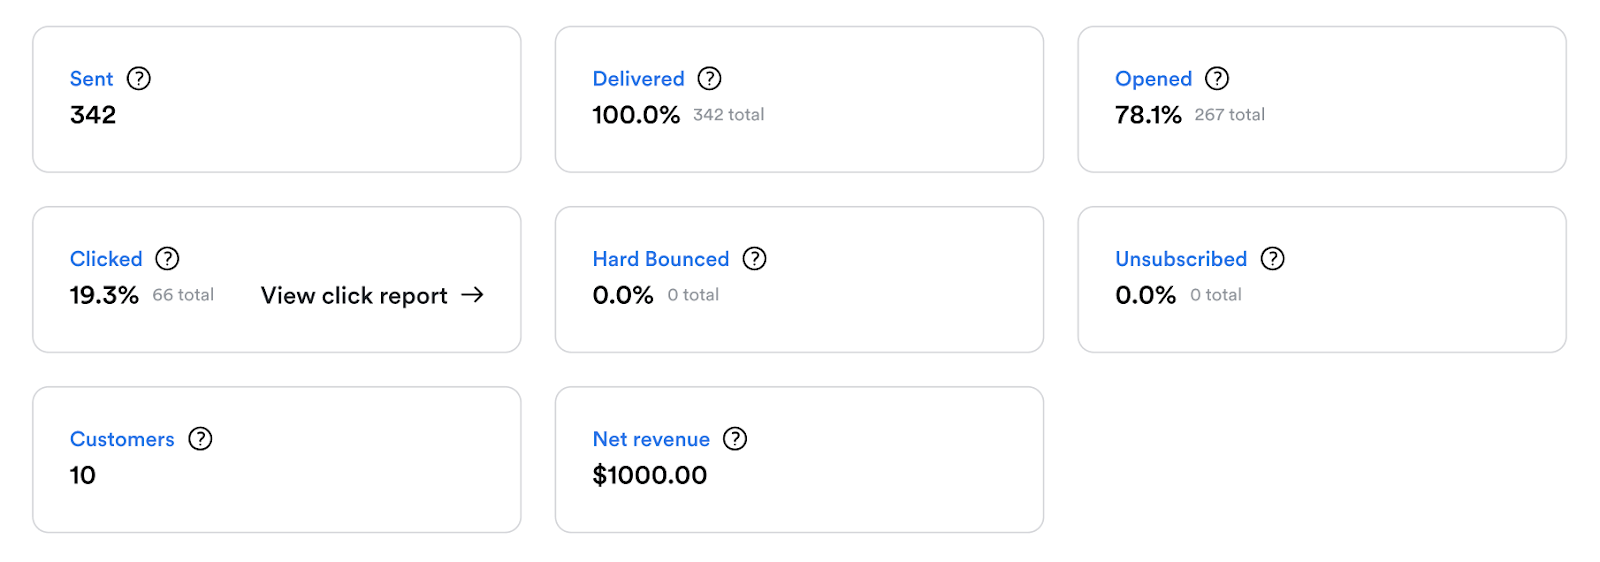 Sent ?
342
Delivered ?
100.0% 342 total
Opened ?
78.1% 267 total
Clicked ?
19.3% 66 total View click report →
Hard Bounced ?
0.0% 0 total
Unsubscribed ?
0.0% 0 total
Customers ?
10
Net revenue ?
$1000.00